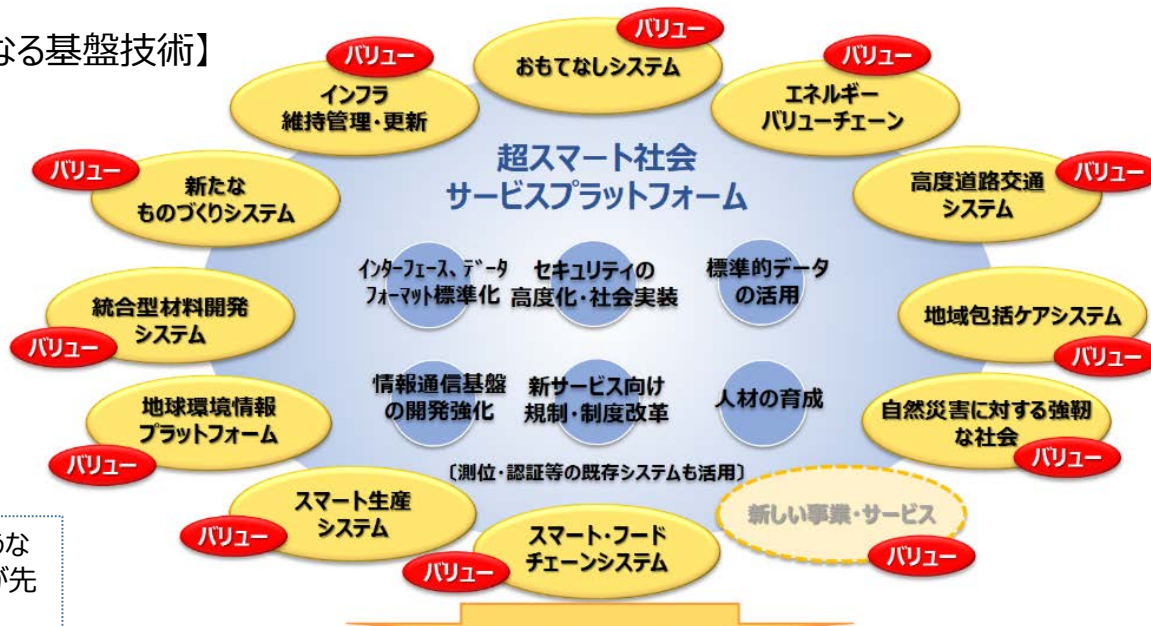 なる基盤技術】
バリュー
おもてなしシステム
バリュー
インフラ
維持管理・更新
バリュー
エネルギー
バリューチェーン
バリュー
新たな
ものづくりシステム
超スマート社会
サービスプラットフォーム
バリュー
高度道路交通
システム
インターフェース、データ
フォーマット標準化
セキュリティの
高度化・社会実装
標準的データ
の活用
統合型材料開発
システム
バリュー
地域包括ケアシステム
バリュー
情報通信基盤
の開発強化
新サービス向け
規制・制度改革
人材の育成
地球環境情報
プラットフォーム
バリュー
自然災害に対する強靭
な社会
バリュー
〔測位・認証等の既存システムも活用〕
スマート生産
システム
バリュー
スマート・フード
チェーンシステム
バリュー
新しい事業・サービス
バリュー
が先